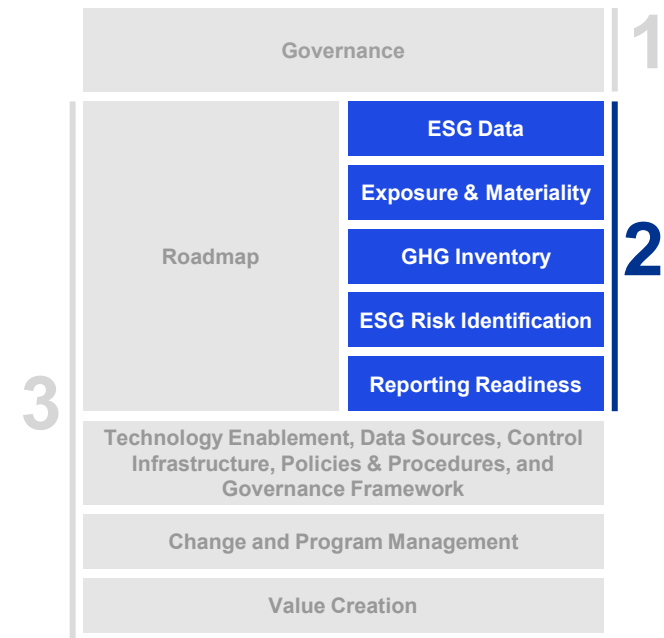 Governance
1
ESG Data
Exposure & Materiality
Roadmap
GHG Inventory
2
ESG Risk Identification
Reporting Readiness
3
Technology Enablement, Data Sources, Control
Infrastructure, Policies & Procedures, and
Governance Framework
Change and Program Management
Value Creation